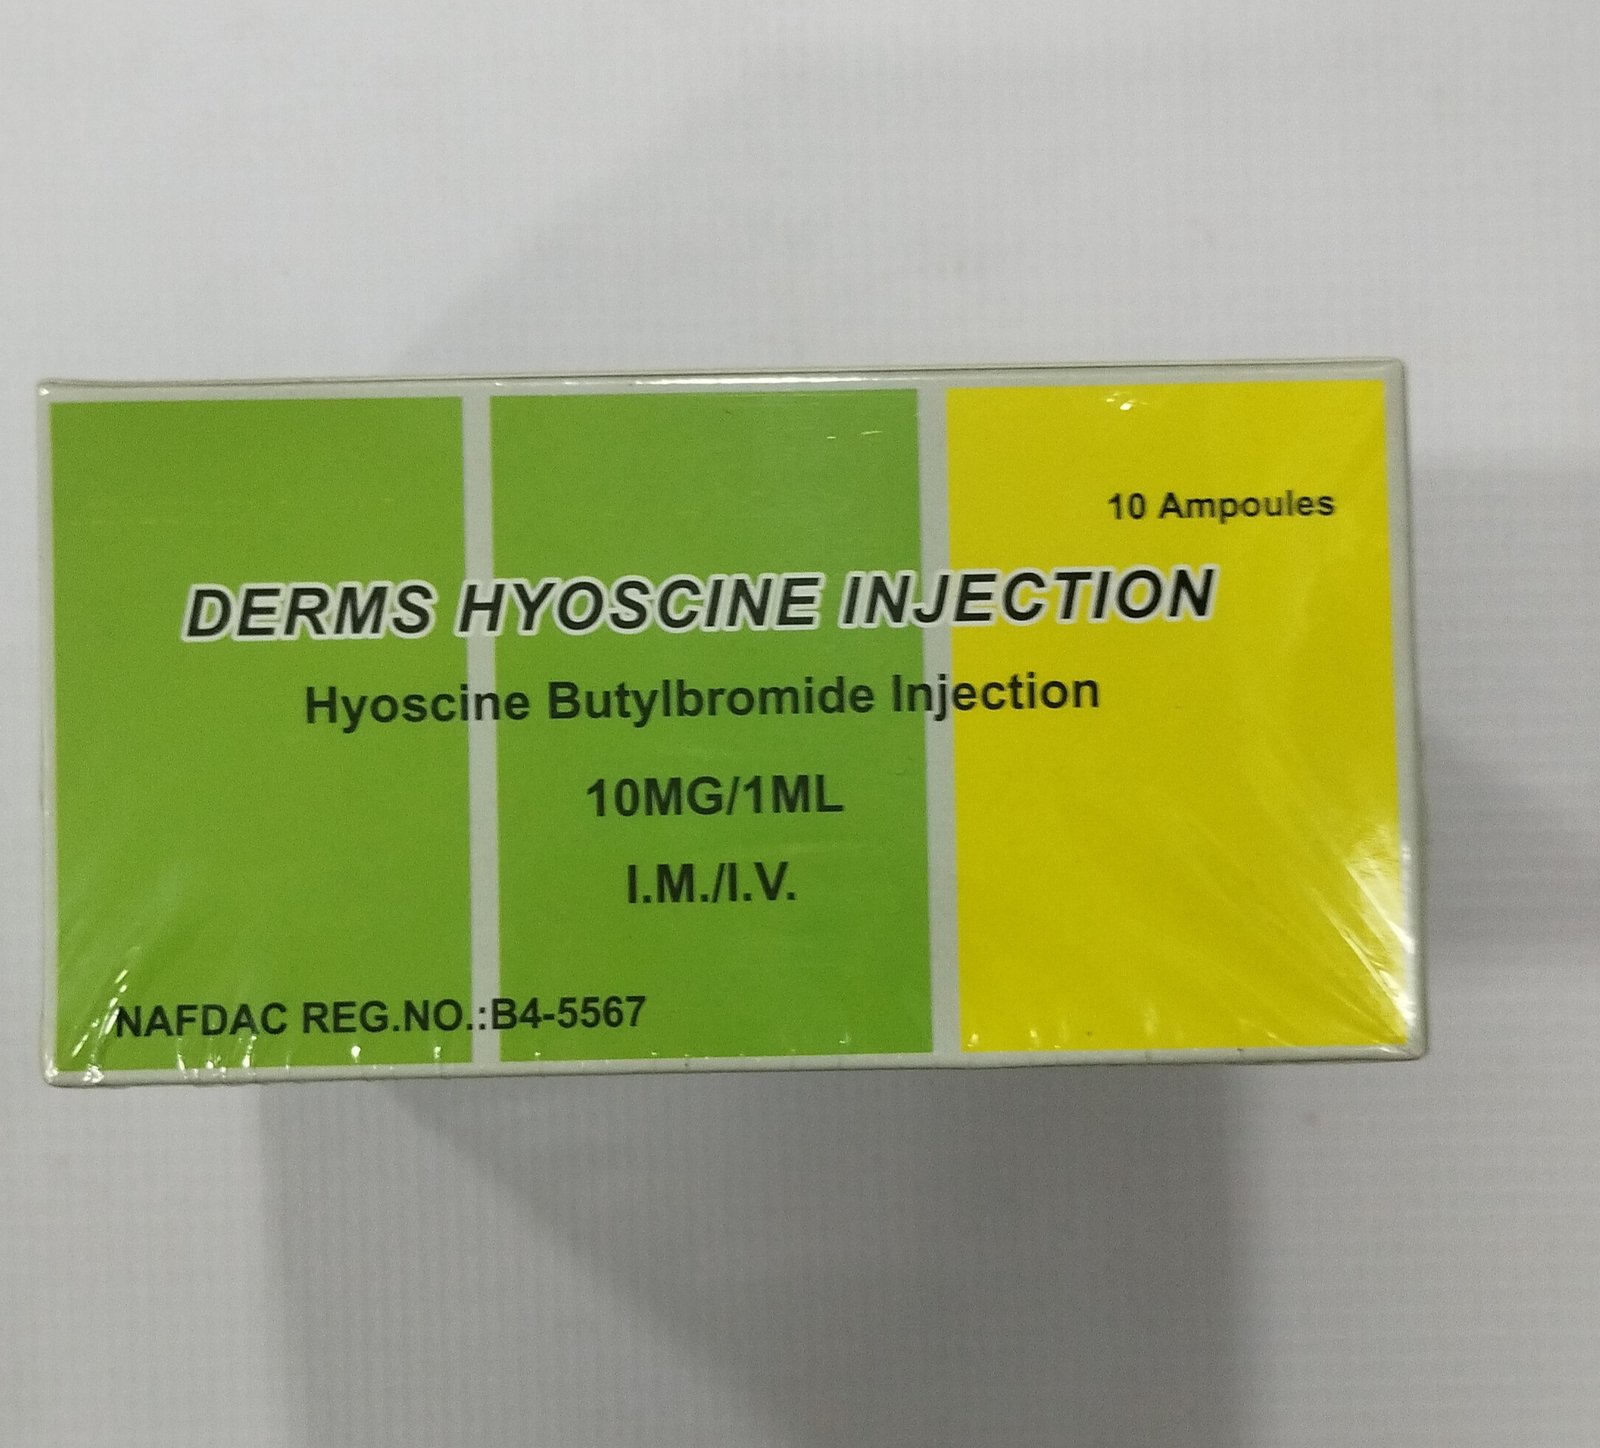 10 Ampoules
DERMS HYOSCINE INJECTION
Hyoscine Butylbromide Injection
10MG/1ML
I.M./I.V.
NAFDAC REG.NO.:B4-5567